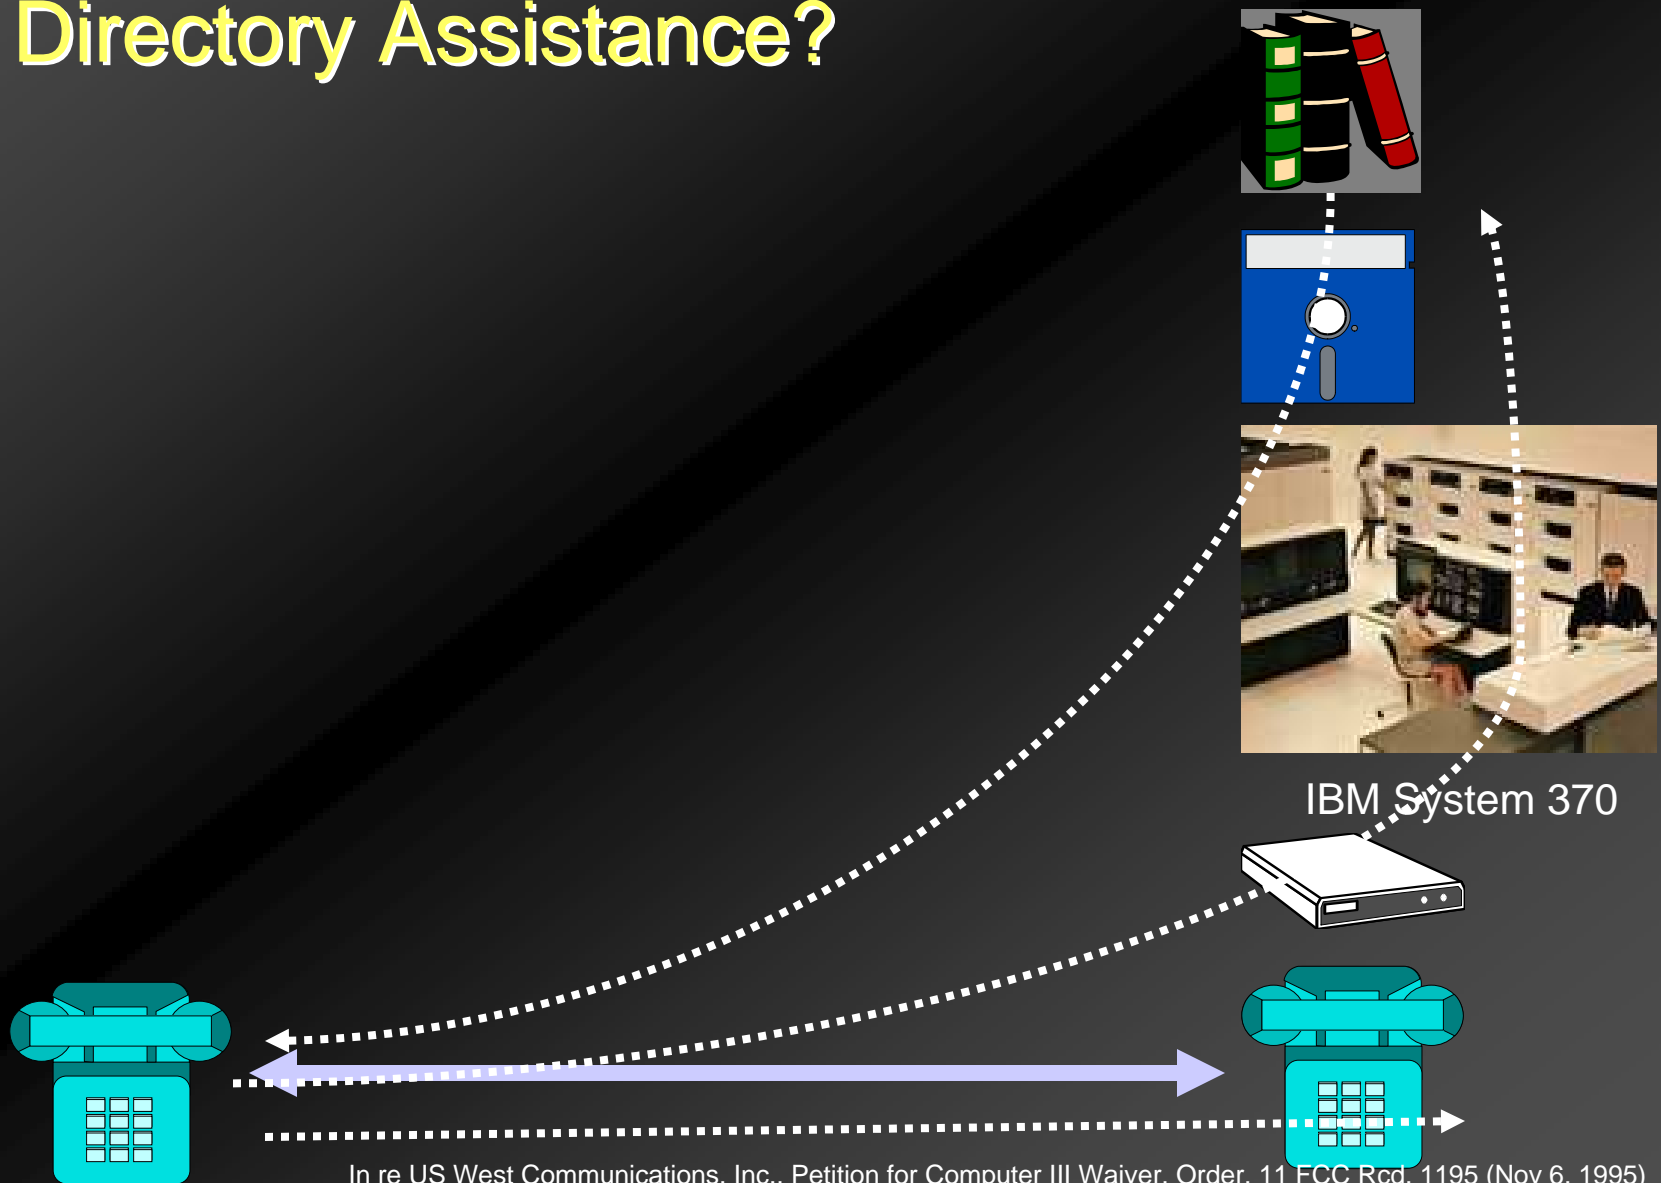 Directory Assistance?
IBM System 370
In re US West Communications, Inc., Petition for Computer III Waiver, Order, 11 FCC Rcd. 1195 (Nov 6, 1995)